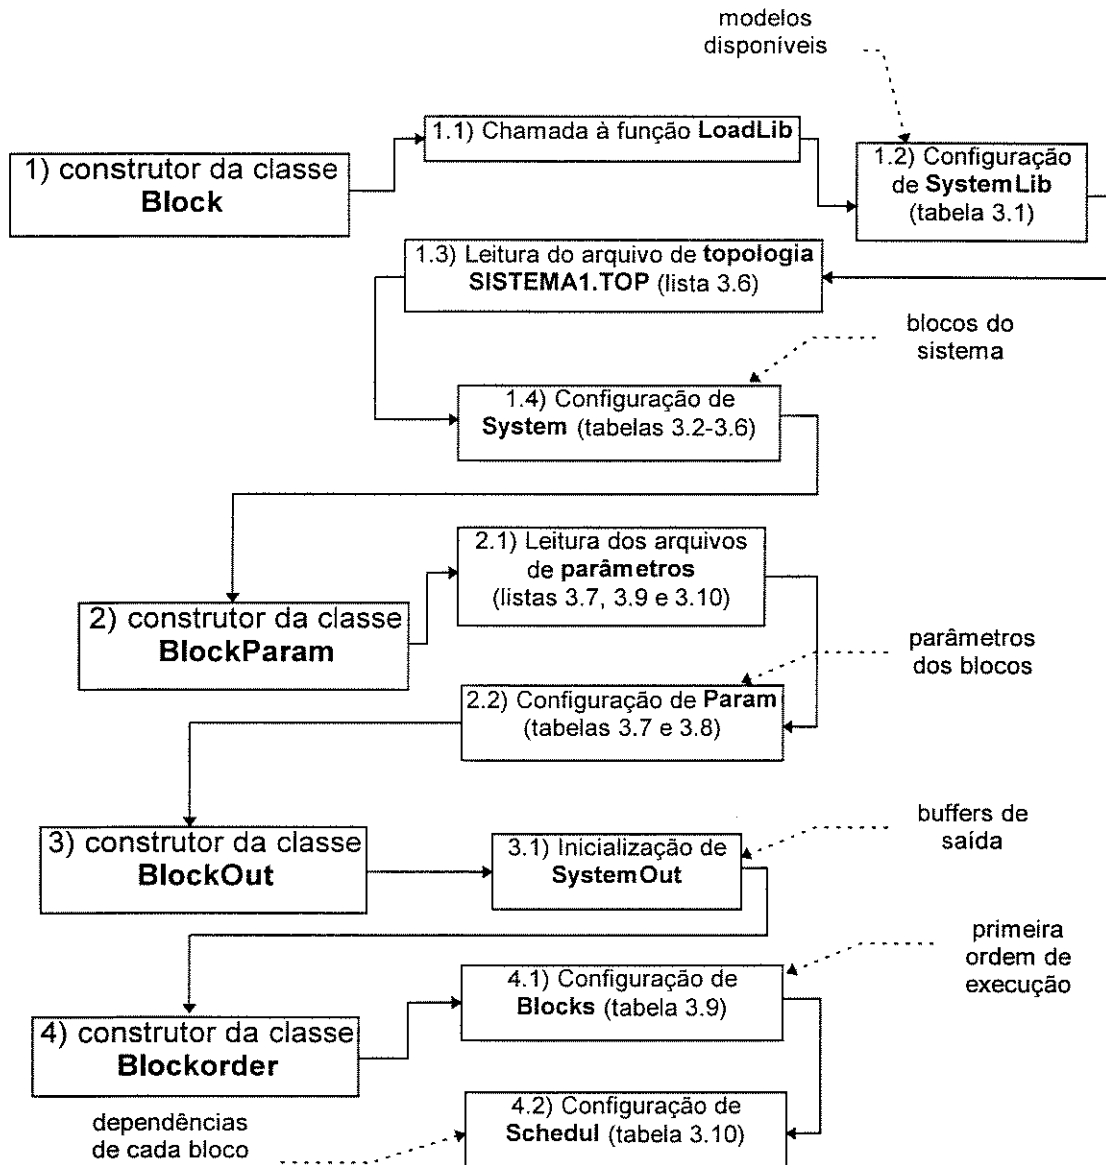 modelos
disponíveis
1.1) Chamada à função LoadLib
1) construtor da classe
Block
1.2) Configuração
de SystemLib
(tabela 3.1)
1.3) Leitura do arquivo de topologia
SISTEMA1.TOP (lista 3.6)
blocos do
sistema
1.4) Configuração de
System (tabelas 3.2-3.6)
2.1) Leitura dos arquivos
de parâmetros
(listas 3.7, 3.9 e 3.10)
2) construtor da classe
BlockParam
parâmetros
dos blocos
2.2) Configuração de Param
(tabelas 3.7 e 3.8)
buffers de
saída
3) construtor da classe
BlockOut
3.1) Inicialização de
SystemOut
primeira
ordem de
execução
4.1) Configuração de
Blocks (tabela 3.9)
4) construtor da classe
Blockorder
4.2) Configuração de
Schedul (tabela 3.10)
dependências
de cada bloco